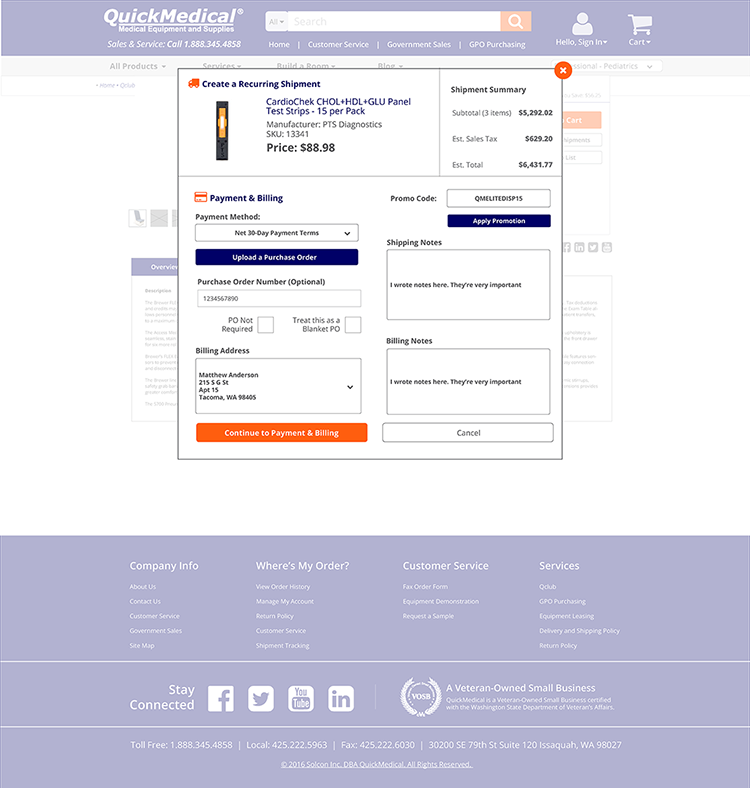 QuickMedical®
Medical Equipment and Supplies
Sales & Service: Call 1.888.345.4858
All
Search
Home | Customer Service | Government Sales | GPO Purchasing
Hello, Sign In
Cart
All Products
Services
Build a Room
Blog
Professional - Pediatrics
• Home • Qclub
Create a Recurring Shipment
CardioChek CHOL+HDL+GLU Panel
Test Strips - 15 per Pack
Manufacturer: PTS Diagnostics
SKU: 13341
Price: $88.98
Shipment Summary
Subtotal (3 items) $5,292.02
Est. Sales Tax $629.20
Est. Total $6,431.77
Cart
List
Payment & Billing
Payment Method:
Net 30-Day Payment Terms
Upload a Purchase Order
Purchase Order Number (Optional)
1234567890
PO Not
Required
Treat this as a
Blanket PO
Billing Address
Matthew Anderson
215 S G St
Apt 15
Tacoma, WA 98405
Promo Code: QMELITEDISP15
Apply Promotion
Shipping Notes
I wrote notes here. They're very important
Billing Notes
I wrote notes here. They're very important
Continue to Payment & Billing
Cancel
Overview
Description
Company Info
About Us
Contact Us
Customer Service
Government Sales
Site Map
Where's My Order?
View Order History
Manage My Account
Return Policy
Customer Service
Shipment Tracking
Customer Service
Fax Order Form
Equipment Demonstration
Request a Sample
Services
Qclub
GPO Purchasing
Equipment Leasing
Delivery and Shipping Policy
Return Policy
Stay
Connected
You
Tube
VOSB
A Veteran-Owned Small Business
QuickMedical is a Veteran-Owned Small Business certified
with the Washington State Department of Veteran's Affairs.
Toll Free: 1.888.345.4858 | Local: 425.222.5963 | Fax: 425.222.6030 | 30200 SE 79th St Suite 120 Issaquah, WA 98027
© 2016 Solcon Inc. DBA QuickMedical. All Rights Reserved.